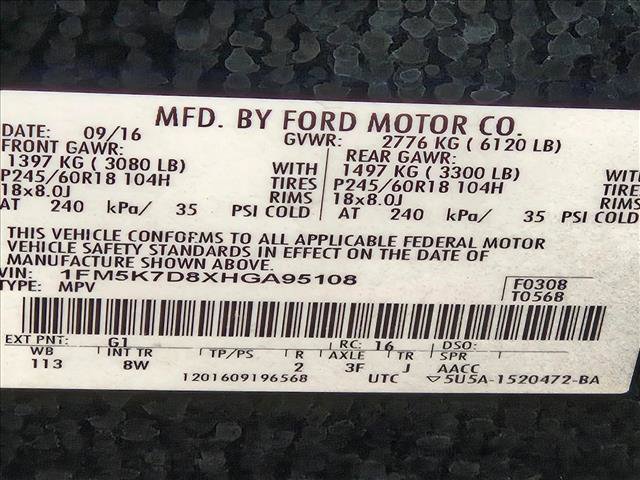 MFD. BY FORD MOTOR CO.
DATE: 09/16 GVWR: 2776 KG ( 6120 LB)
FRONT GAWR: REAR GAWR:
1397 KG ( 3080 LB) WITH 1497 KG ( 3300 LB) WITH
P245/60R18 104H TIRES P245/60R18 104H TIRES
18x8.0J RIMS 18x8.0J RIMS
AT 240 kPa/ 35 PSI COLD AT 240 kPa/ 35 PSI COLD
THIS VEHICLE CONFORMS TO ALL APPLICABLE FEDERAL MOTOR
VEHICLE SAFETY STANDARDS IN EFFECT ON THE DATE OF
MANUFACTURE SHOWN ABOVE.
VIN: 1FM5K7D8XHGA95108 F0308
TYPE: MPV T0568
EXT PNT: G1 RC: 16 DSO:
WB INT TR TP/PS R AXLE TR SPR
113 8W 2 3F J AACC
1201609196568 UTC ▽5U5A-1520472-BA